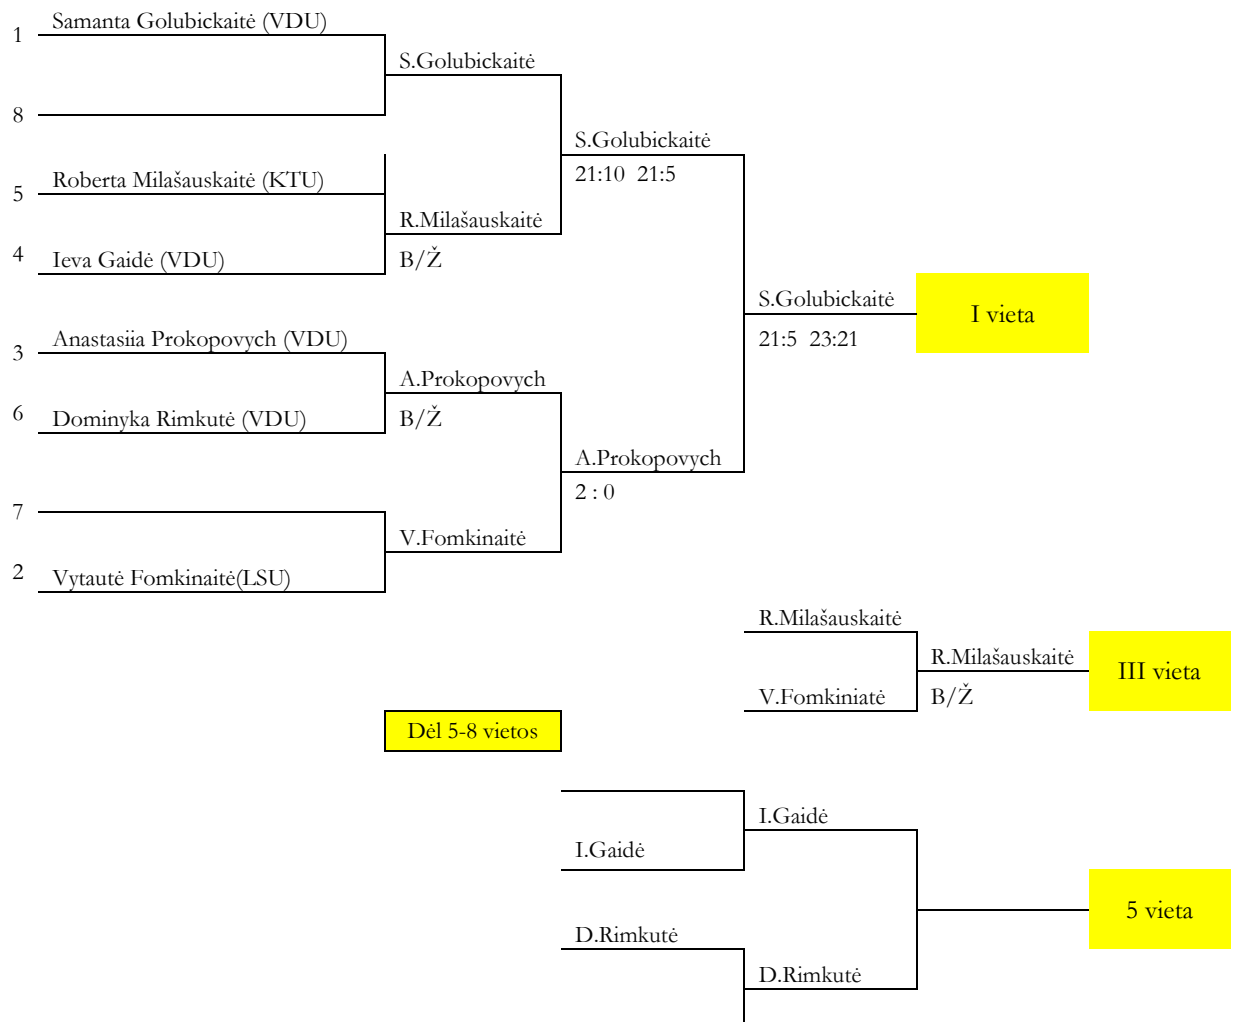 Samanta Golubickaitė (VDU)
1
S.Golubickaitė
8
S.Golubickaitė
Roberta Milašauskaitė (KTU)
21:10 21:5
5
R.Milašauskaitė
4
Ieva Gaidė (VDU)
B/Ž
S.Golubickaitė
I vieta
Anastasiia Prokopovych (VDU)
21:5 23:21
3
A.Prokopovych
6
Dominyka Rimkutė (VDU)
B/Ž
A.Prokopovych
2 : 0
7
V.Fomkinaitė
2
Vytautė Fomkinaitė(LSU)
R.Milašauskaitė
R.Milašauskaitė
III vieta
V.Fomkiniatė
B/Ž
Dėl 5-8 vietos
I.Gaidė
I.Gaidė
5 vieta
D.Rimkutė
D.Rimkutė